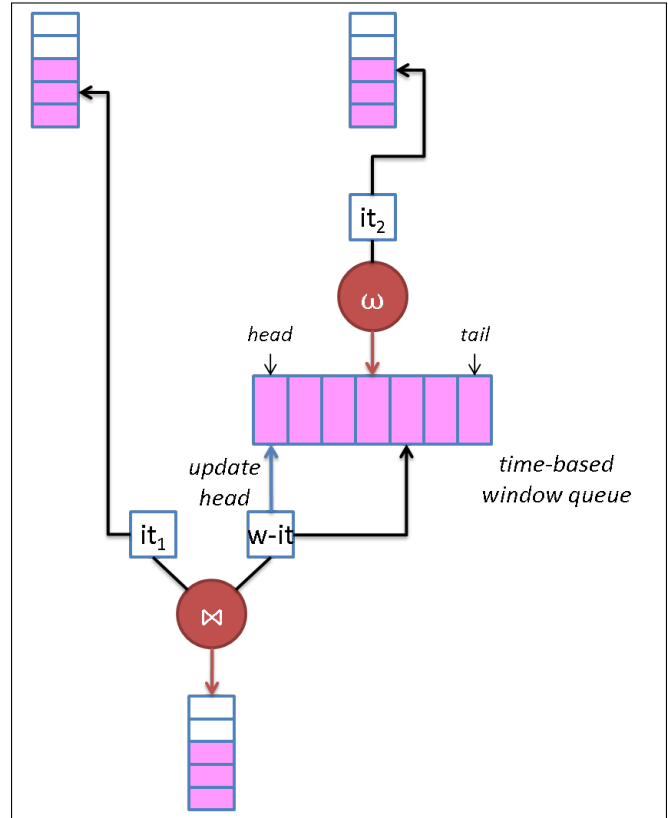 it₂
ω
head
tail
update
head
time-based
window queue
it₁
w-it
⋈